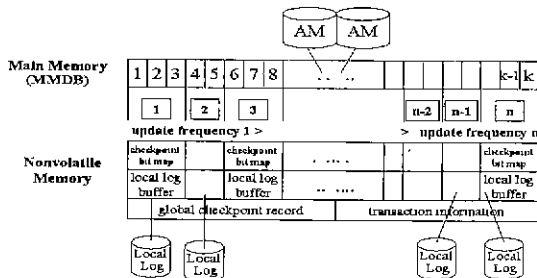 AM AM
Main Memory (MMDB)
1 2 3 4 5 6 7 8 .. .... k-1 k
1 2 3 n-2 n-1 n
update frequency 1 > > update frequency n
Nonvolatile Memory
checkpoint bit map checkpoint bit map .. .... checkpoint bit map
local log buffer local log buffer .. .... local log buffer
global checkpoint record transaction information
Local Log Local Log Local Log Local Log